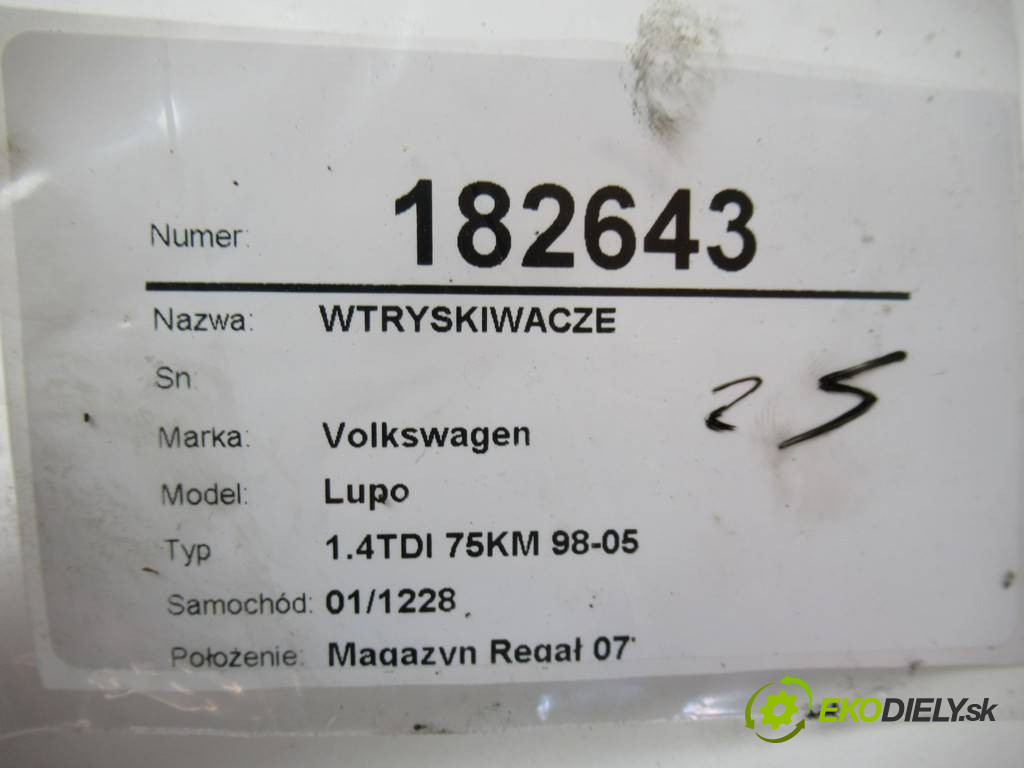 Numer: 182643
Nazwa: WTRYSKIWACZE
Sn:
25
Marka: Volkswagen
Model: Lupo
Typ 1.4TDI 75KM 98-05
Samochód: 01/1228
Położenie: Magazyn Regał 07
EKODIELY.sk